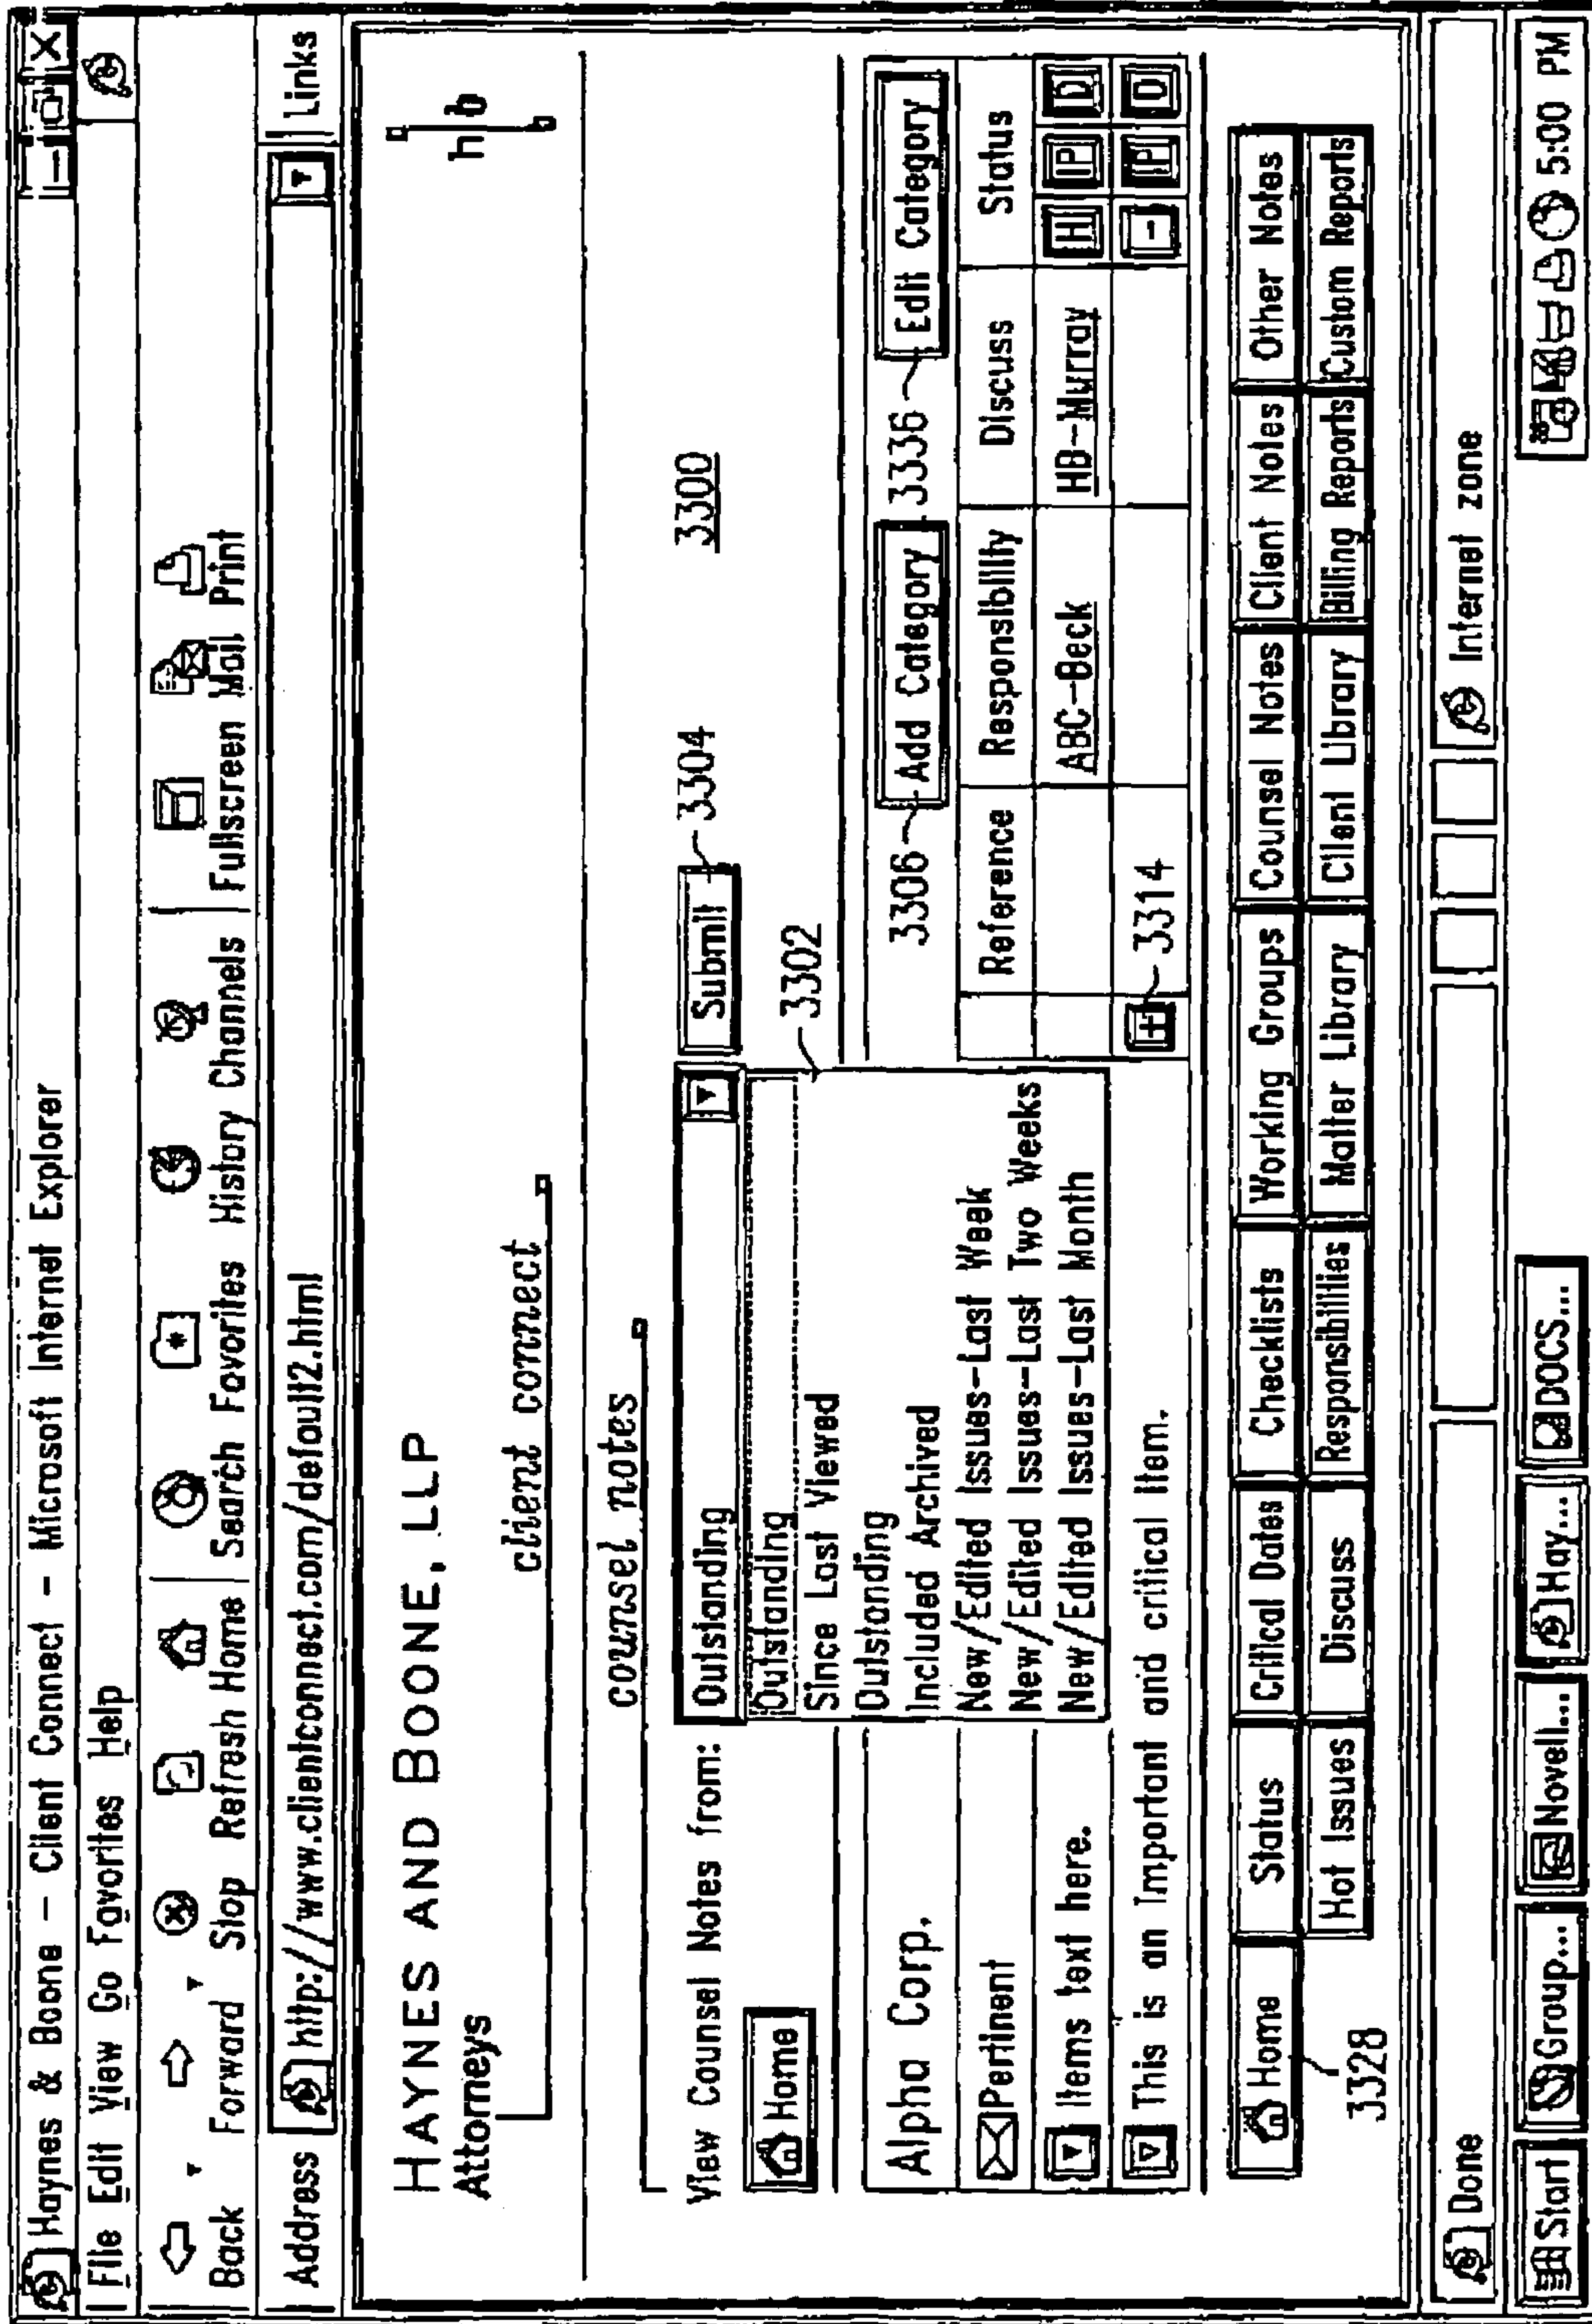 Haynes & Boone - Client Connect - Microsoft Internet Explorer
File Edit View Go Favorites Help
Back Forward Stop Refresh Home Search Favorites History Channels Fullscreen Mail Print
Address http://www.clientconnect.com/default2.html Links
HAYNES AND BOONE, LLP
Attorneys
hb
client connect
counsel notes
View Counsel Notes from: Outstanding Submit 3304 3300
Outstanding
Since Last Viewed
Outstanding
Included Archived
New/Edited Issues-Last Week
New/Edited Issues-Last Two Weeks
New/Edited Issues-Last Month
3302
Home
Alpha Corp. 3306 Add Category 3336 Edit Category
Pertinent Reference Responsibility Discuss Status
Items text here. ABC-Beck HB-Murray H P D
This is an Important and critical Item. + 3314 - P D
Home Status Critical Dates Checklists Working Groups Counsel Notes Client Notes Other Notes
Hot Issues Discuss Responsibilities Matter Library Client Library Billing Reports Custom Reports
3328
Done Internet zone
Start Group... Novell... Hay... DOCS... 5:00 PM